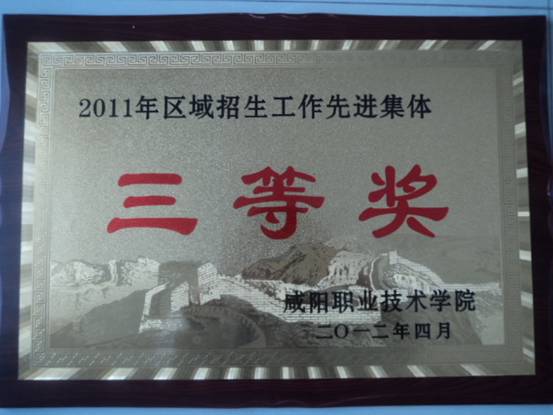 2011年区域招生工作先进集体
三等奖
咸阳职业技术学院
二〇一二年四月